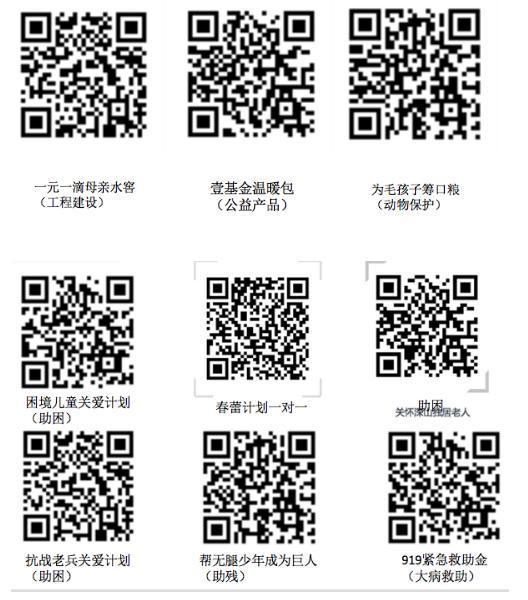 一元一滴母亲水窖
（工程建设）
壹基金温暖包
（公益产品）
为毛孩子筹口粮
（动物保护）
困境儿童关爱计划
（助困）
春蕾计划一对一
助困
关怀深山独居老人
抗战老兵关爱计划
（助困）
帮无腿少年成为巨人
（助残）
919紧急救助金
（大病救助）